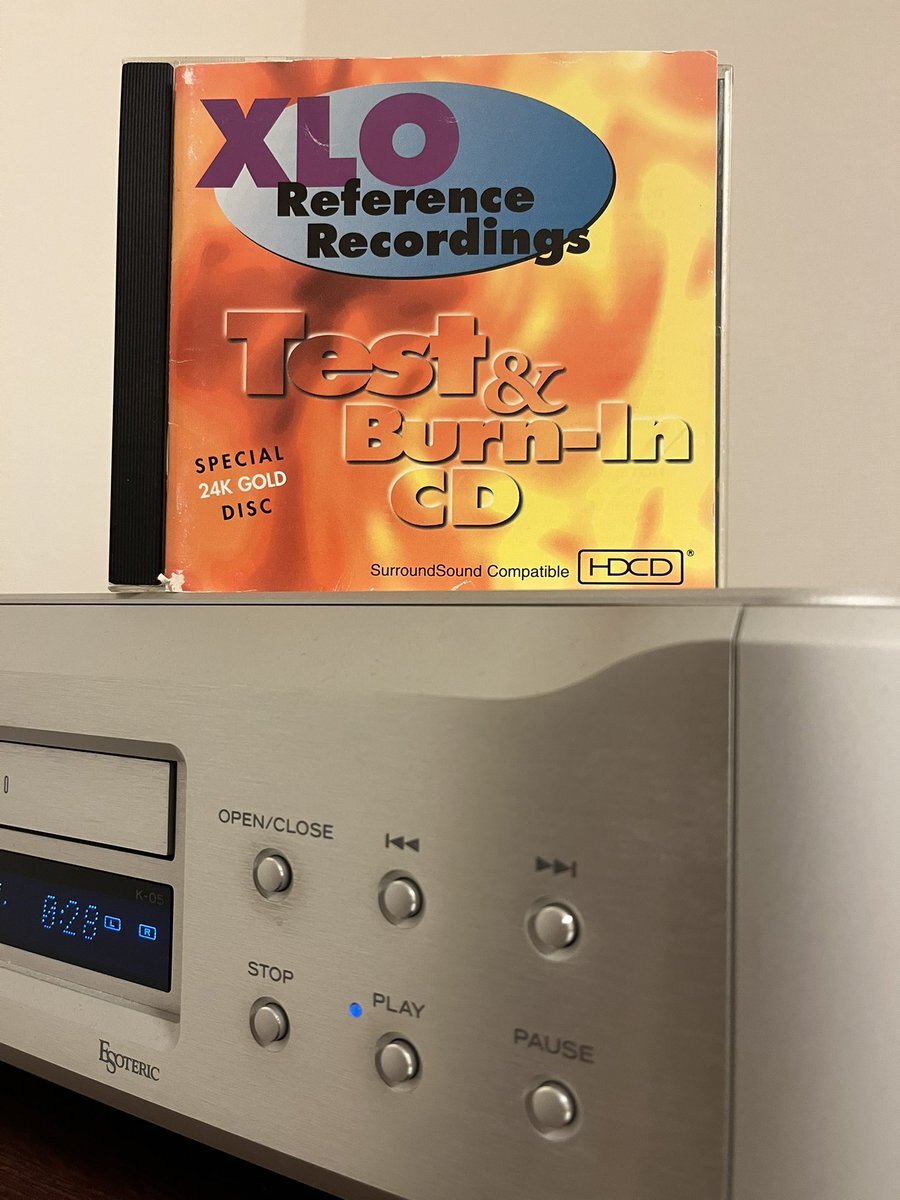 XLO
Reference
Recordings
Test
&
Burn-In
CD
SPECIAL
24K GOLD
DISC
SurroundSound Compatible HDCD®
OPEN/CLOSE
K-05
0:28 L R
STOP
PLAY
PAUSE
ESOTERIC